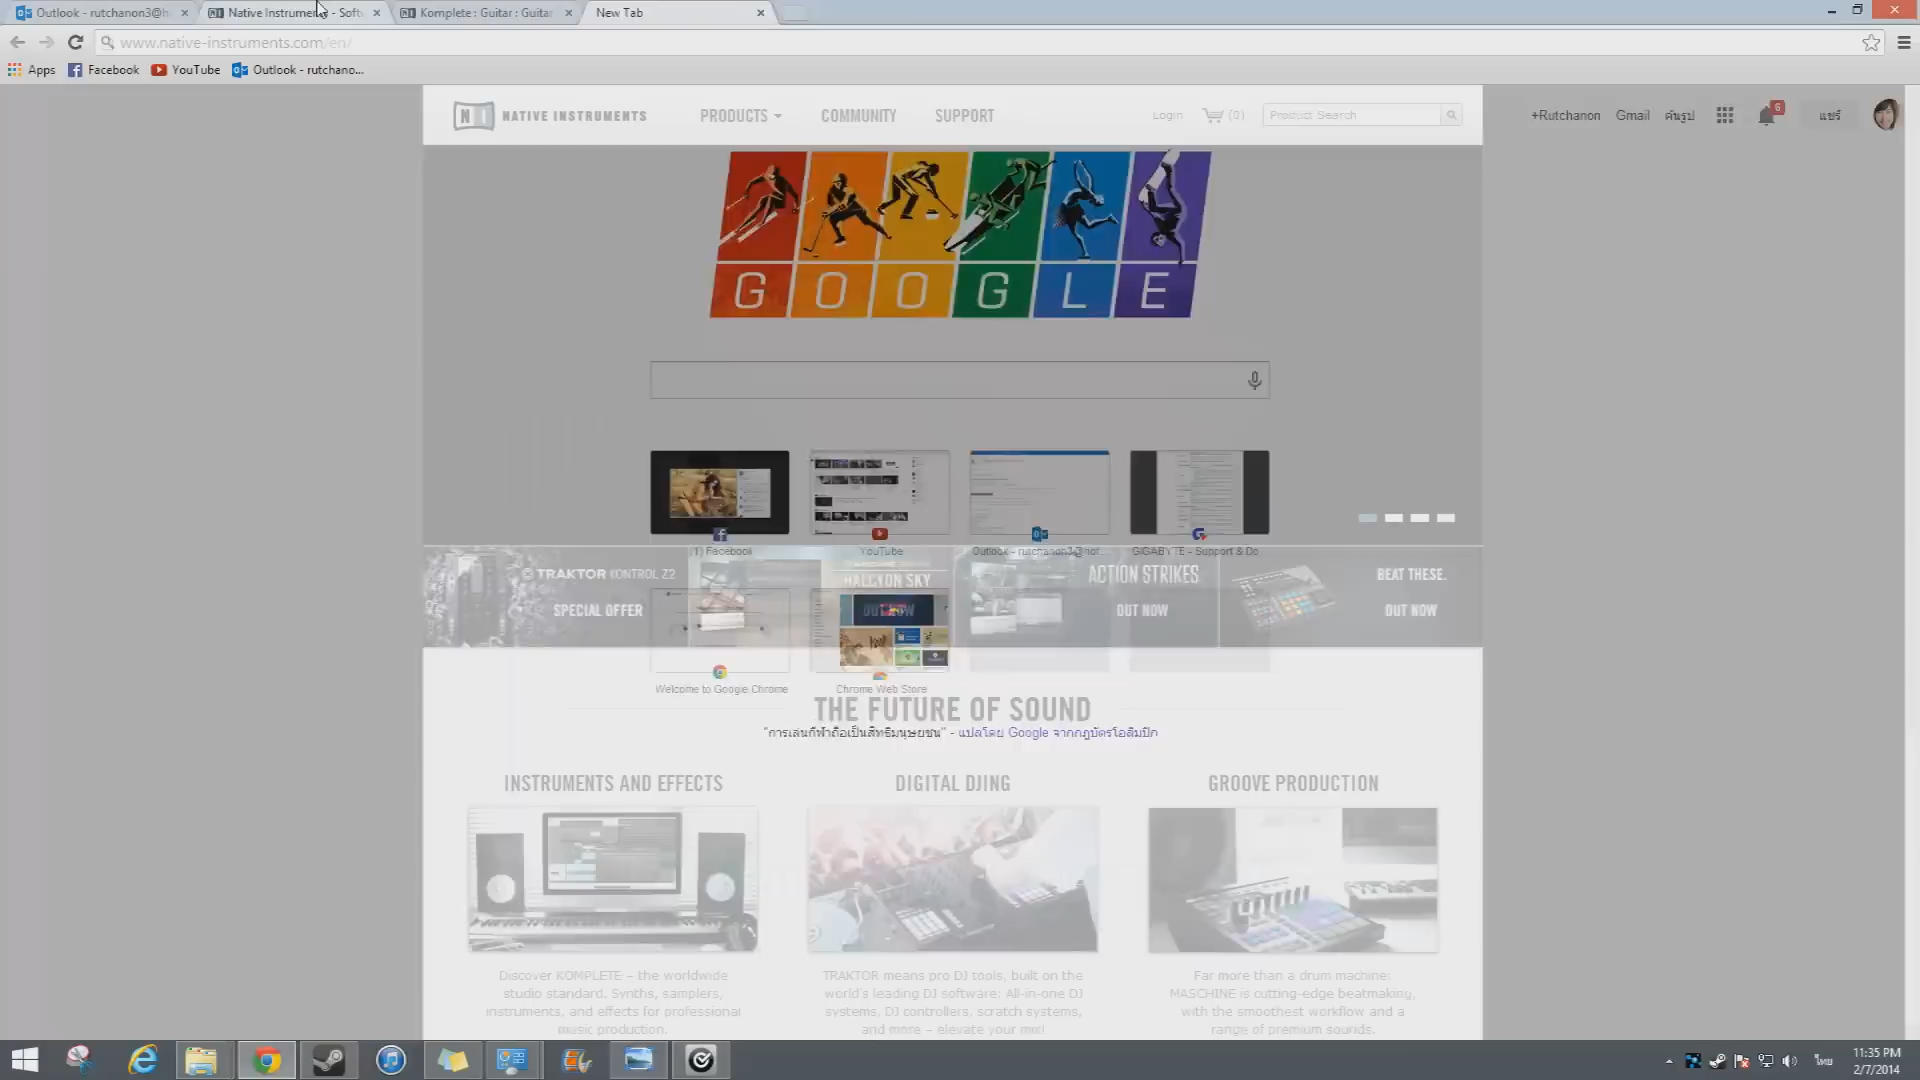 Outlook - rutchanon3@h
Native Instruments - Soft
Komplete : Guitar : Guitar
New Tab
www.native-instruments.com/en/
Apps
Facebook
YouTube
Outlook - rutchano...
NATIVE INSTRUMENTS
PRODUCTS
COMMUNITY
SUPPORT
Login
(0)
Product Search
+Rutchanon
Gmail
ค้นรูป
6
แชร์
GOOGLE
1) Facebook
YouTube
Outlook - rutchanon3@hot...
GIGABYTE - Support & Do
TRAKTOR KONTROL Z2
SPECIAL OFFER
HALCYON SKY
OUT NOW
ACTION STRIKES
OUT NOW
BEAT THESE.
OUT NOW
Welcome to Google Chrome
Chrome Web Store
THE FUTURE OF SOUND
"การเล่นกีฬาถือเป็นสิทธิมนุษยชน" - แปลโดย Google จากกฎบัตรโอลิมปิก
INSTRUMENTS AND EFFECTS
DIGITAL DJING
GROOVE PRODUCTION
Discover KOMPLETE – the worldwide
studio standard. Synths, samplers,
instruments, and effects for professional
music production.
TRAKTOR means pro DJ tools, built on the
world's leading DJ software: All-in-one DJ
systems, DJ controllers, scratch systems,
and more – elevate your mix!
Far more than a drum machine:
MASCHINE is cutting-edge beatmaking,
with the smoothest workflow and a
range of premium sounds.
ไทย
11:35 PM
2/7/2014